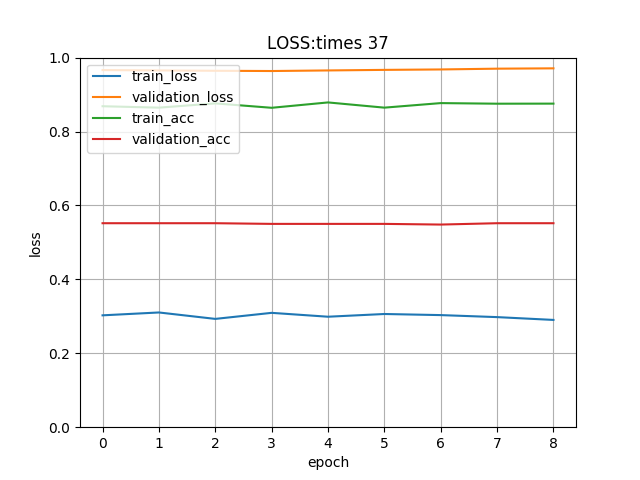 LOSS:times 37
1.0
0.8
0.6
0.4
0.2
0.0
loss
train_loss
validation_loss
train_acc
validation_acc
0 1 2 3 4 5 6 7 8
epoch